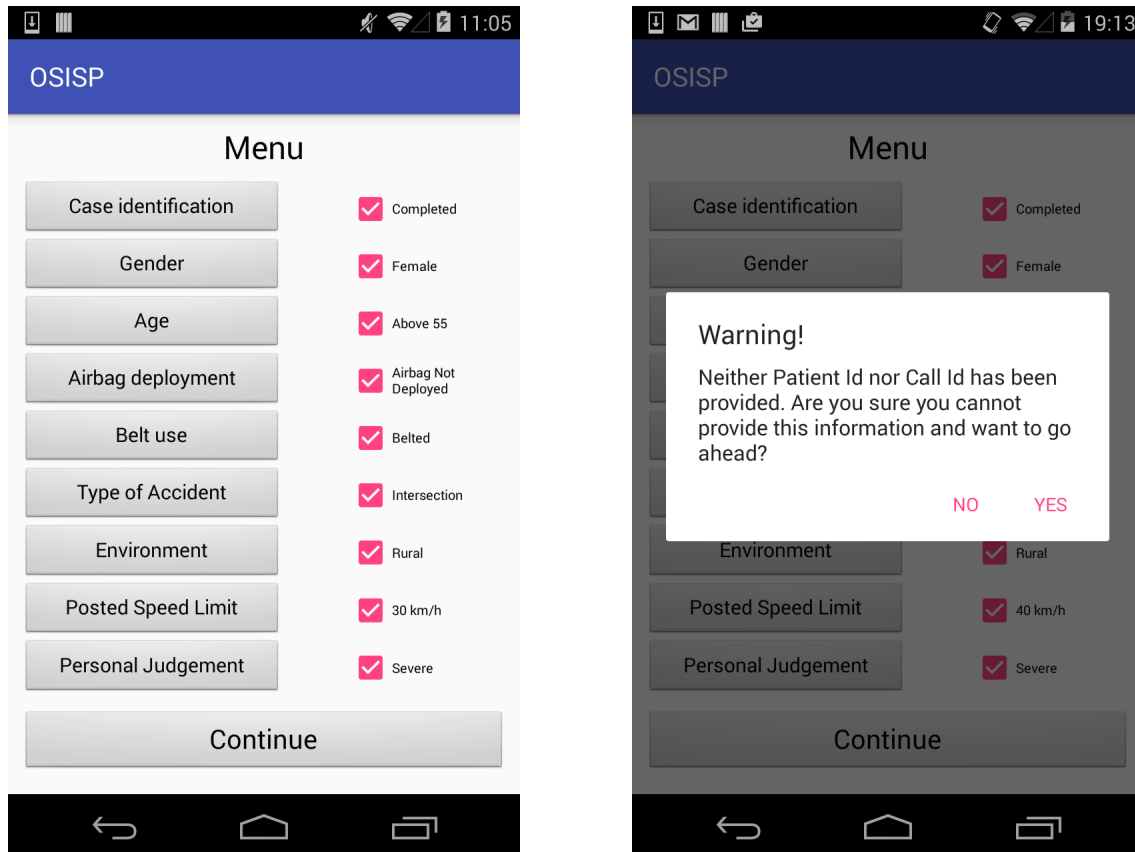 11:05
OSISP
Menu
Case identification
Completed
Gender
Female
Age
Above 55
Airbag deployment
Airbag Not
Deployed
Belt use
Belted
Type of Accident
Intersection
Environment
Rural
Posted Speed Limit
30 km/h
Personal Judgement
Severe
Continue
19:13
OSISP
Menu
Case identification
Completed
Gender
Female
Warning!
Neither Patient Id nor Call Id has been
provided. Are you sure you cannot
provide this information and want to go
ahead?
NO
YES
Environment
Rural
Posted Speed Limit
40 km/h
Personal Judgement
Severe
Continue